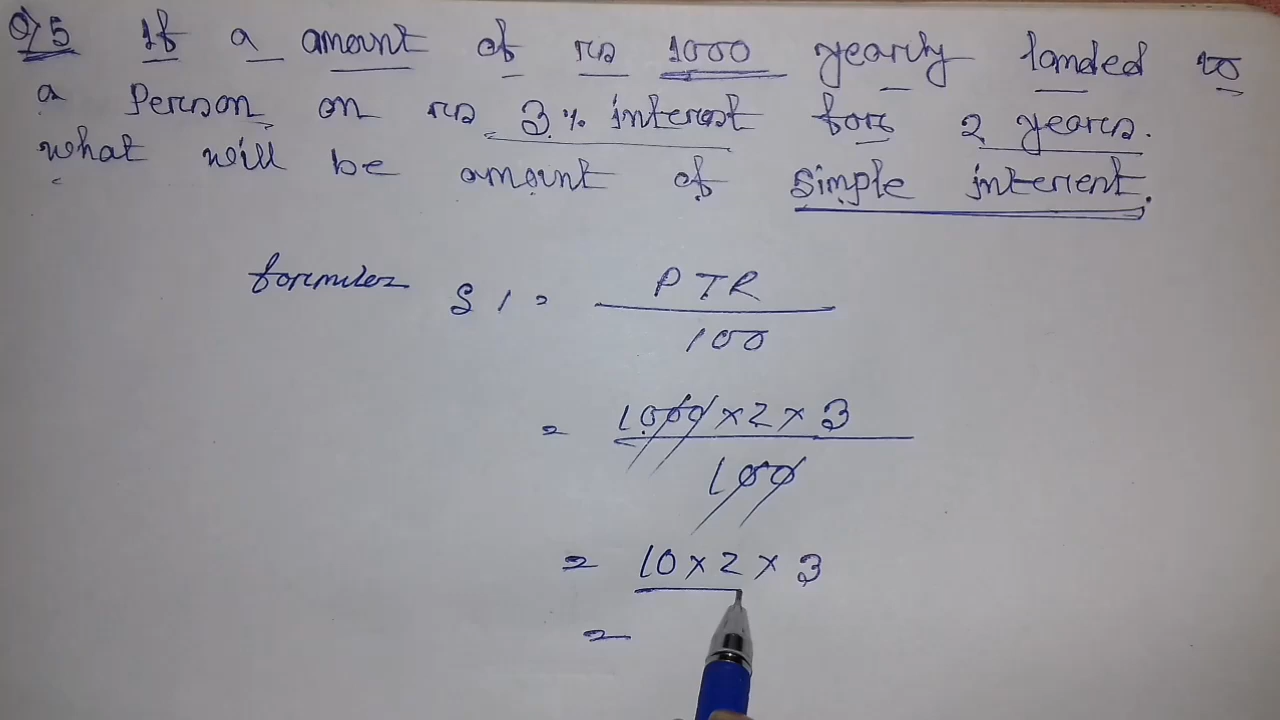 Q5 If a amount of rs 1000 yearly landed to
a Person on rs 3% interest for 2 years.
what will be amount of simple interest.
SI = PTR
100
= 1000 × 2 × 3
100
= 10 × 2 × 3
=